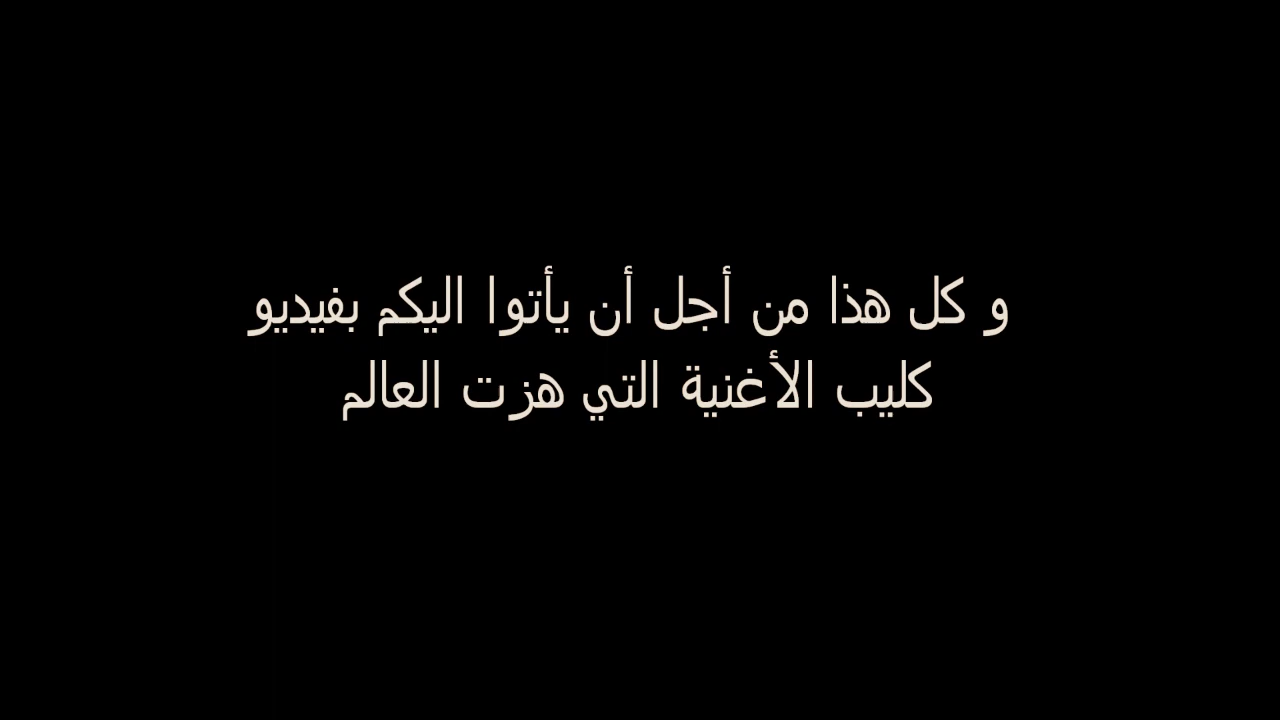 و كل هذا من أجل أن يأتوا اليكم بفيديو
كليب الأغنية التي هزت العالم